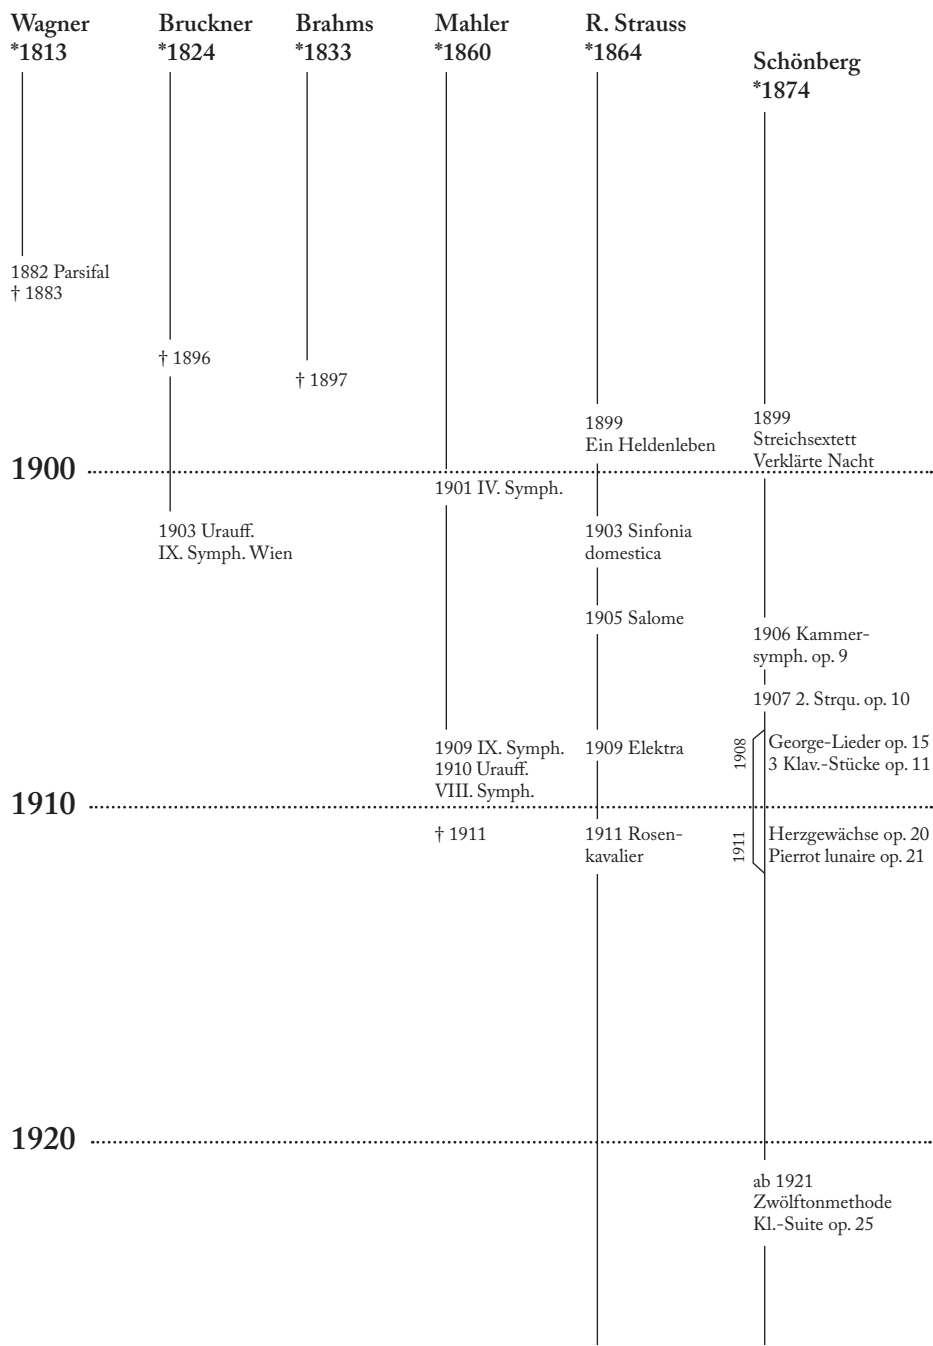 Wagner
*1813
Bruckner
*1824
Brahms
*1833
Mahler
*1860
R. Strauss
*1864
Schönberg
*1874
1882 Parsifal
† 1883
† 1896
† 1897
1899
Ein Heldenleben
1899
Streichsextett
Verklärte Nacht
1900
1901 IV. Symph.
1903 Urauff.
IX. Symph. Wien
1903 Sinfonia
domestica
1905 Salome
1906 Kammer-
symph. op. 9
1907 2. Strqu. op. 10
1909 IX. Symph.
1910 Urauff.
VIII. Symph.
1909 Elektra
1908
George-Lieder op. 15
3 Klav.-Stücke op. 11
1910
† 1911
1911 Rosen-
kavalier
1911
Herzgewächse op. 20
Pierrot lunaire op. 21
1920
ab 1921
Zwölftonmethode
Kl.-Suite op. 25